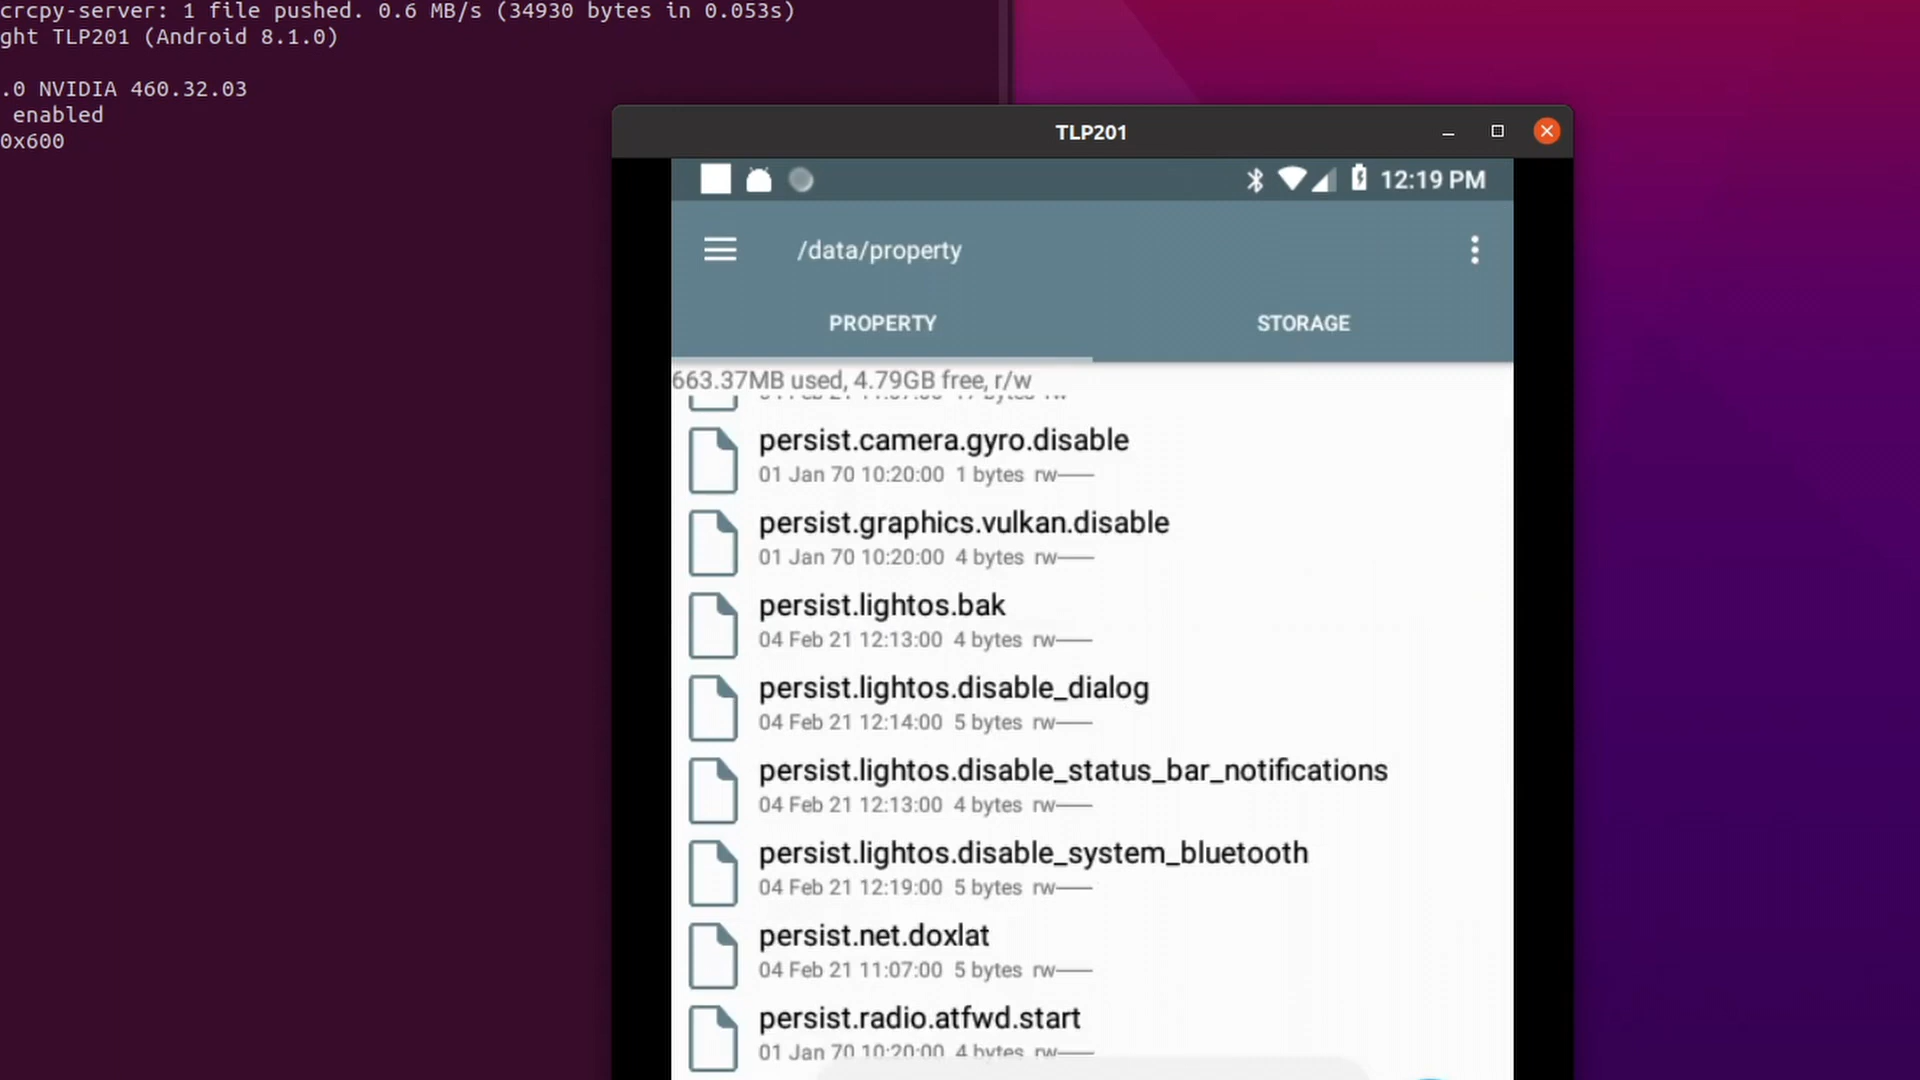 crcpy-server: 1 file pushed. 0.6 MB/s (34930 bytes in 0.053s)
ght TLP201 (Android 8.1.0)
.0 NVIDIA 460.32.03
enabled
0x600
TLP201
12:19 PM
/data/property
PROPERTY
STORAGE
663.37MB used, 4.79GB free, r/w
persist.camera.gyro.disable
01 Jan 70 10:20:00 1 bytes rw——
persist.graphics.vulkan.disable
01 Jan 70 10:20:00 4 bytes rw——
persist.lightos.bak
04 Feb 21 12:13:00 4 bytes rw——
persist.lightos.disable_dialog
04 Feb 21 12:14:00 5 bytes rw——
persist.lightos.disable_status_bar_notifications
04 Feb 21 12:13:00 4 bytes rw——
persist.lightos.disable_system_bluetooth
04 Feb 21 12:19:00 5 bytes rw——
persist.net.doxlat
04 Feb 21 11:07:00 5 bytes rw——
persist.radio.atfwd.start
01 Jan 70 10:20:00 4 bytes rw——